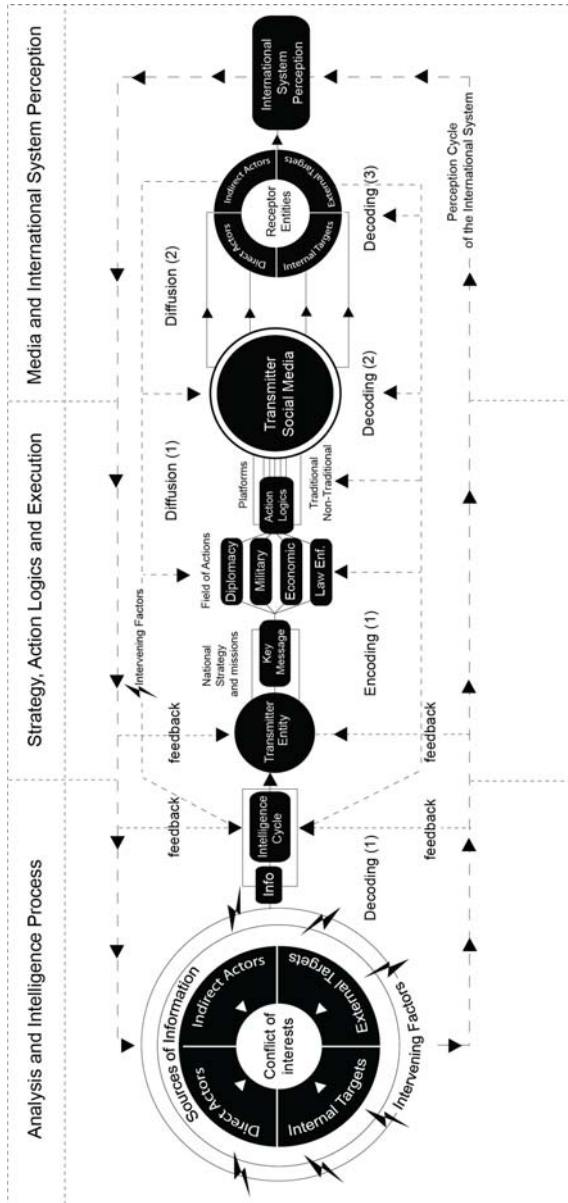 Analysis and Intelligence Process
Strategy, Action Logics and Execution
Media and International System Perception
Sources of Information
Direct Actors
Indirect Actors
Internal Targets
External Targets
Conflict of
interests
Intervening Factors
Info
Intelligence
Cycle
feedback
Decoding (1)
feedback
Transmitter
Entity
feedback
feedback
National
Strategy
and missions
Key
Message
Encoding (1)
Intervening Factors
Field of Actions
Diplomacy
Military
Economic
Law Enf.
Diffusion (1)
Platforms
Action
Logics
Traditional
Non-Traditional
Transmitter
Social Media
Decoding (2)
Diffusion (2)
Direct Actors
Indirect Actors
Internal Targets
External Targets
Receptor
Entities
Decoding (3)
International
System
Perception
Perception Cycle
of the International System